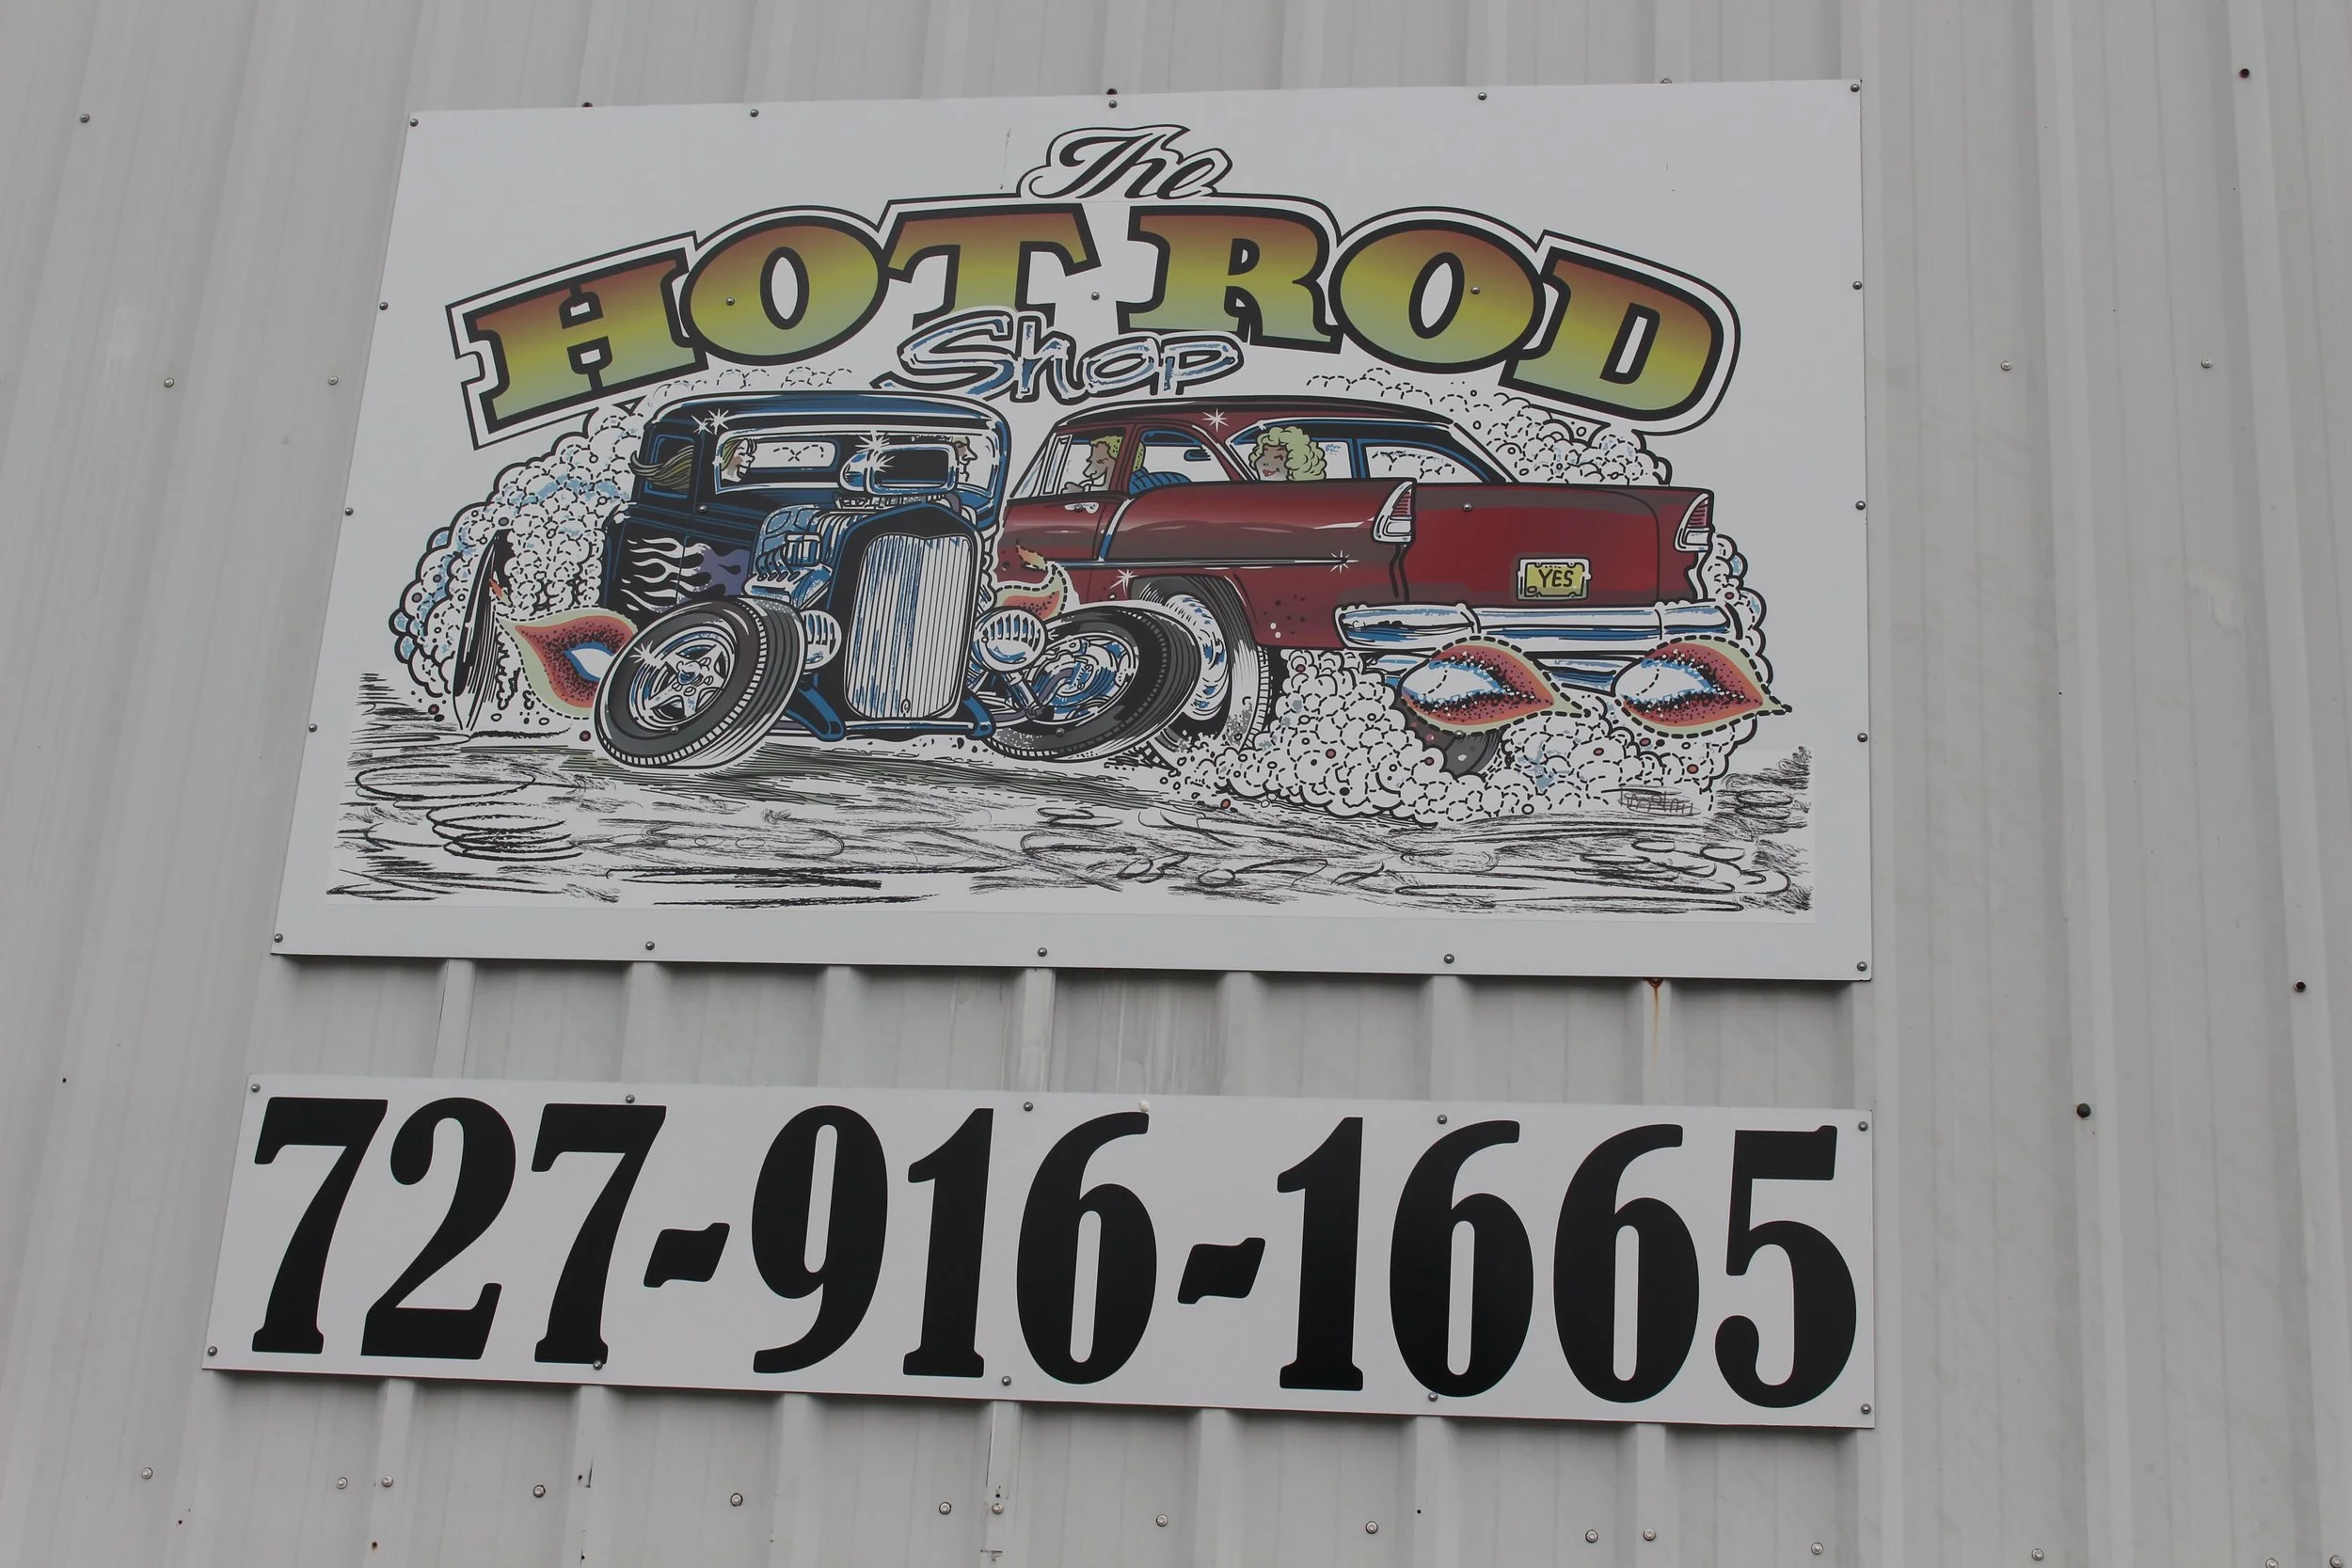 The
HOT ROD
Shop
YES
727-916-1665